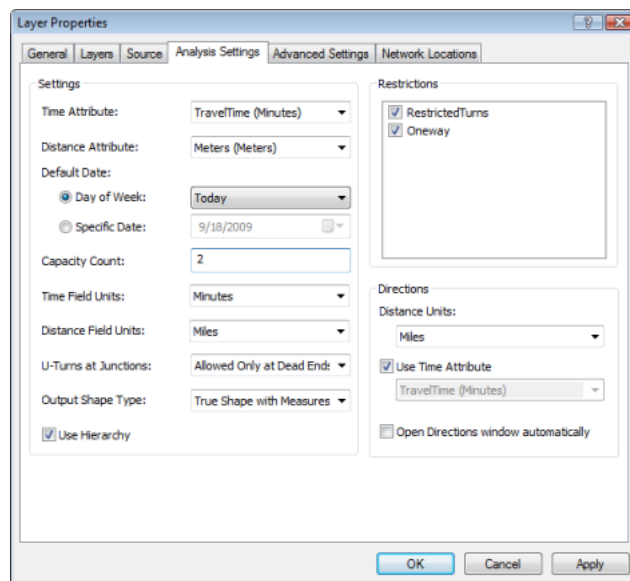 Layer Properties
General Layers Source Analysis Settings Advanced Settings Network Locations
Settings
Time Attribute: TravelTime (Minutes)
Distance Attribute: Meters (Meters)
Default Date:
Day of Week: Today
Specific Date: 9/18/2009
Capacity Count: 2
Time Field Units: Minutes
Distance Field Units: Miles
U-Turns at Junctions: Allowed Only at Dead Ends
Output Shape Type: True Shape with Measures
Use Hierarchy
Restrictions
RestrictedTurns
Oneway
Directions
Distance Units:
Miles
Use Time Attribute
TravelTime (Minutes)
Open Directions window automatically
OK Cancel Apply